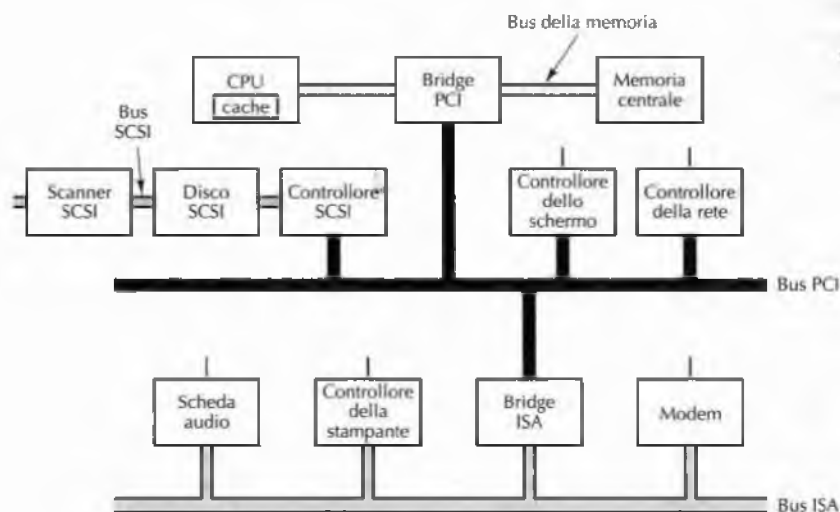 Bus della memoria
CPU
cache
Bridge
PCI
Memoria
centrale
Bus
SCSI
Scanner
SCSI
Disco
SCSI
Controllore
SCSI
Controllore
dello
schermo
Controllore
della rete
Bus PCI
Scheda
audio
Controllore
della
stampante
Bridge
ISA
Modem
Bus ISA